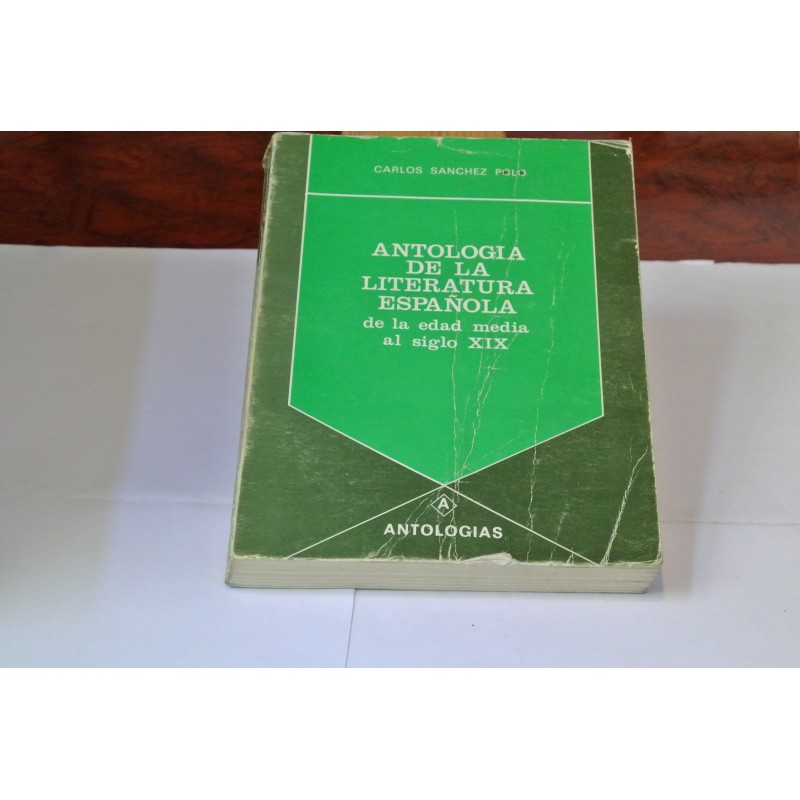 CARLOS SANCHEZ POLO
ANTOLOGIA
DE LA
LITERATURA
ESPAÑOLA
de la edad media
al siglo XIX
A
ANTOLOGIAS